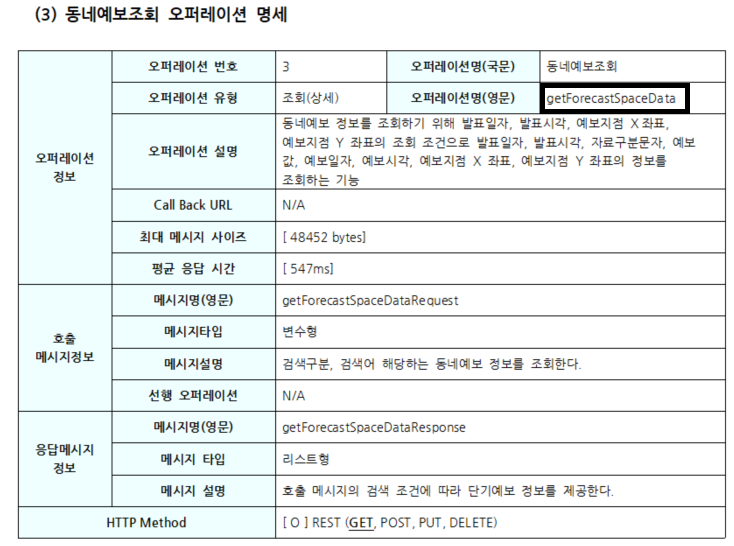 (3) 동네예보조회 오퍼레이션 명세
오퍼레이션 정보
오퍼레이션 번호
3
오퍼레이션명(국문)
동네예보조회
오퍼레이션 유형
조회(상세)
오퍼레이션명(영문)
getForecastSpaceData
오퍼레이션 설명
동네예보 정보를 조회하기 위해 발표일자, 발표시각, 예보지점 X 좌표,
예보지점 Y 좌표의 조회 조건으로 발표일자, 발표시각, 자료구분문자, 예보
값, 예보일자, 예보시각, 예보지점 X 좌표, 예보지점 Y 좌표의 정보를
조회하는 기능
Call Back URL
N/A
최대 메시지 사이즈
[ 48452 bytes]
평균 응답 시간
[ 547ms]
호출
메시지정보
메시지명(영문)
getForecastSpaceDataRequest
메시지타입
변수형
메시지설명
검색구분, 검색어 해당하는 동네예보 정보를 조회한다.
선행 오퍼레이션
N/A
응답메시지
정보
메시지명(영문)
getForecastSpaceDataResponse
메시지 타입
리스트형
메시지 설명
호출 메시지의 검색 조건에 따라 단기예보 정보를 제공한다.
HTTP Method
[ O ] REST (GET, POST, PUT, DELETE)